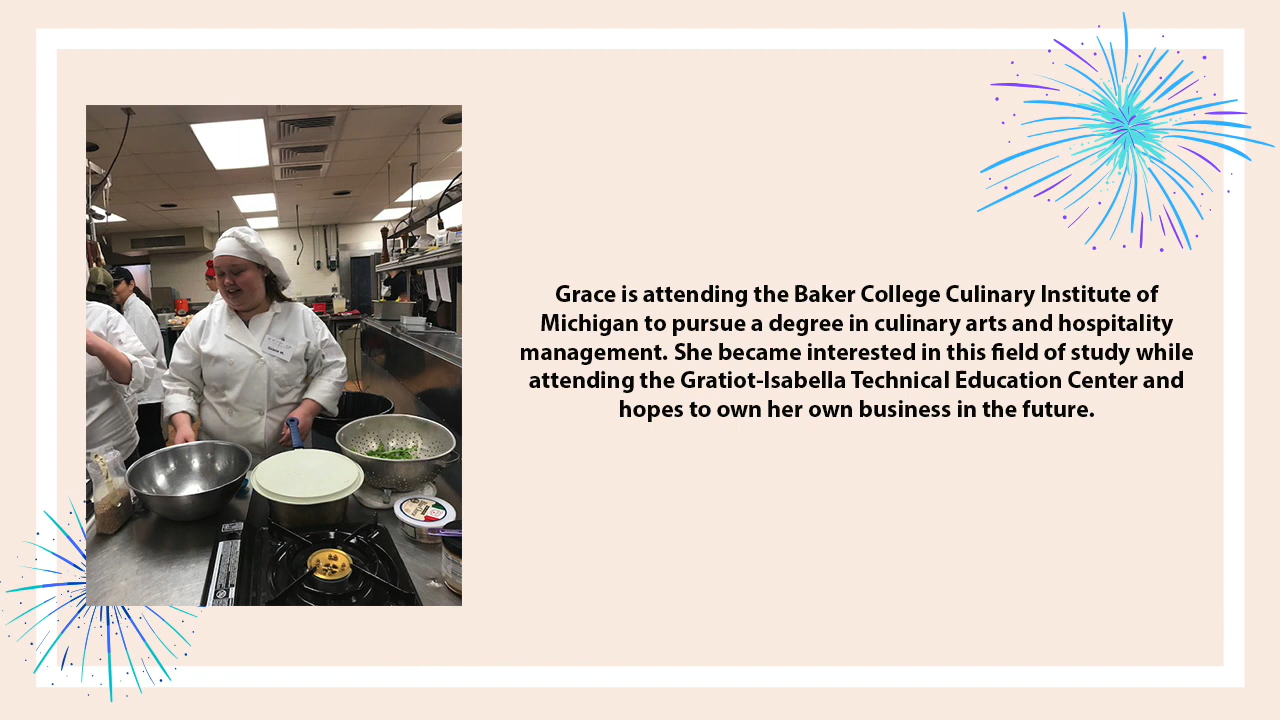 Grace is attending the Baker College Culinary Institute of
Michigan to pursue a degree in culinary arts and hospitality
management. She became interested in this field of study while
attending the Gratiot-Isabella Technical Education Center and
hopes to own her own business in the future.